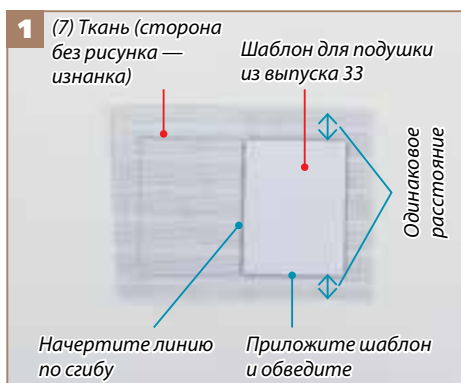 1
(7) Ткань (сторона
без рисунка —
изнанка)
Шаблон для подушки
из выпуска 33
Одинаковое
расстояние
Начертите линию
по сгибу
Приложите шаблон
и обведите